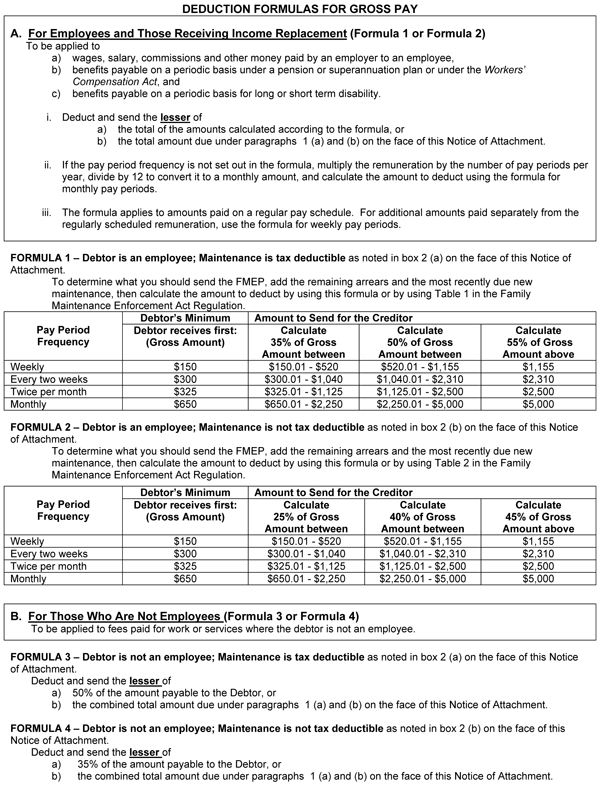 DEDUCTION FORMULAS FOR GROSS PAY
A. For Employees and Those Receiving Income Replacement (Formula 1 or Formula 2)
To be applied to
a) wages, salary, commissions and other money paid by an employer to an employee,
b) benefits payable on a periodic basis under a pension or superannuation plan or under the Workers'
Compensation Act, and
c) benefits payable on a periodic basis for long or short term disability.
i. Deduct and send the lesser of
a) the total of the amounts calculated according to the formula, or
b) the total amount due under paragraphs 1 (a) and (b) on the face of this Notice of Attachment.
ii. If the pay period frequency is not set out in the formula, multiply the remuneration by the number of pay periods per
year, divide by 12 to convert it to a monthly amount, and calculate the amount to deduct using the formula for
monthly pay periods.
iii. The formula applies to amounts paid on a regular pay schedule. For additional amounts paid separately from the
regularly scheduled remuneration, use the formula for weekly pay periods.
FORMULA 1 – Debtor is an employee; Maintenance is tax deductible as noted in box 2 (a) on the face of this Notice of
Attachment.
To determine what you should send the FMEP, add the remaining arrears and the most recently due new
maintenance, then calculate the amount to deduct by using this formula or by using Table 1 in the Family
Maintenance Enforcement Act Regulation.
Debtor's Minimum Amount to Send for the Creditor
Pay Period Debtor receives first: Calculate Calculate Calculate
Frequency (Gross Amount) 35% of Gross 50% of Gross 55% of Gross
Amount between Amount between Amount above
Weekly $150 $150.01 - $520 $520.01 - $1,155 $1,155
Every two weeks $300 $300.01 - $1,040 $1,040.01 - $2,310 $2,310
Twice per month $325 $325.01 - $1,125 $1,125.01 - $2,500 $2,500
Monthly $650 $650.01 - $2,250 $2,250.01 - $5,000 $5,000
FORMULA 2 – Debtor is an employee; Maintenance is not tax deductible as noted in box 2 (b) on the face of this Notice
of Attachment.
To determine what you should send the FMEP, add the remaining arrears and the most recently due new
maintenance, then calculate the amount to deduct by using this formula or by using Table 2 in the Family
Maintenance Enforcement Act Regulation.
Debtor's Minimum Amount to Send for the Creditor
Pay Period Debtor receives first: Calculate Calculate Calculate
Frequency (Gross Amount) 25% of Gross 40% of Gross 45% of Gross
Amount between Amount between Amount above
Weekly $150 $150.01 - $520 $520.01 - $1,155 $1,155
Every two weeks $300 $300.01 - $1,040 $1,040.01 - $2,310 $2,310
Twice per month $325 $325.01 - $1,125 $1,125.01 - $2,500 $2,500
Monthly $650 $650.01 - $2,250 $2,250.01 - $5,000 $5,000
B. For Those Who Are Not Employees (Formula 3 or Formula 4)
To be applied to fees paid for work or services where the debtor is not an employee.
FORMULA 3 – Debtor is not an employee; Maintenance is tax deductible as noted in box 2 (a) on the face of this Notice
of Attachment.
Deduct and send the lesser of
a) 50% of the amount payable to the Debtor, or
b) the combined total amount due under paragraphs 1 (a) and (b) on the face of this Notice of Attachment.
FORMULA 4 – Debtor is not an employee; Maintenance is not tax deductible as noted in box 2 (b) on the face of this
Notice of Attachment.
Deduct and send the lesser of
a) 35% of the amount payable to the Debtor, or
b) the combined total amount due under paragraphs 1 (a) and (b) on the face of this Notice of Attachment.